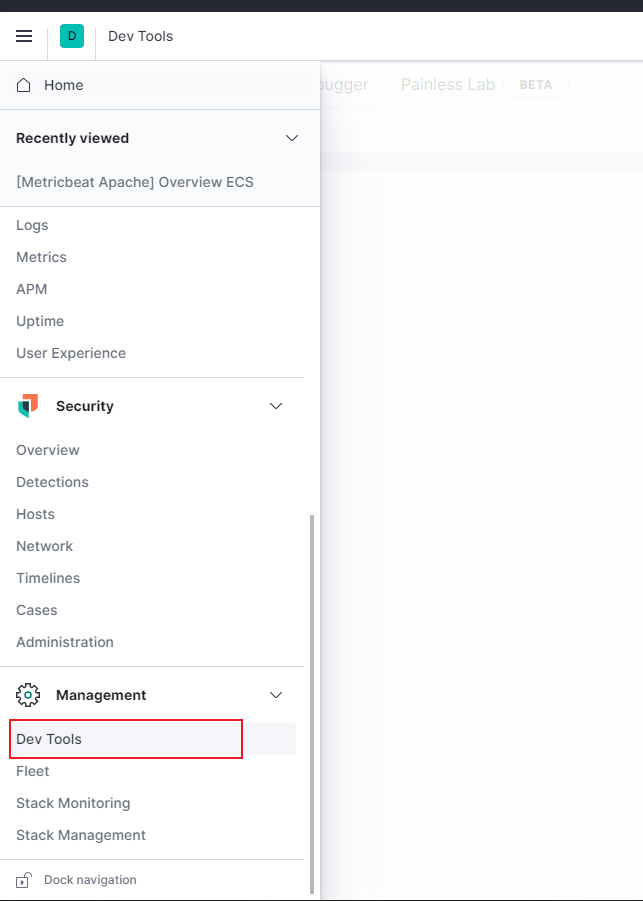 D Dev Tools
Home
bugger Painless Lab BETA
Recently viewed
[Metricbeat Apache] Overview ECS
Logs
Metrics
APM
Uptime
User Experience
Security
Overview
Detections
Hosts
Network
Timelines
Cases
Administration
Management
Dev Tools
Fleet
Stack Monitoring
Stack Management
Dock navigation